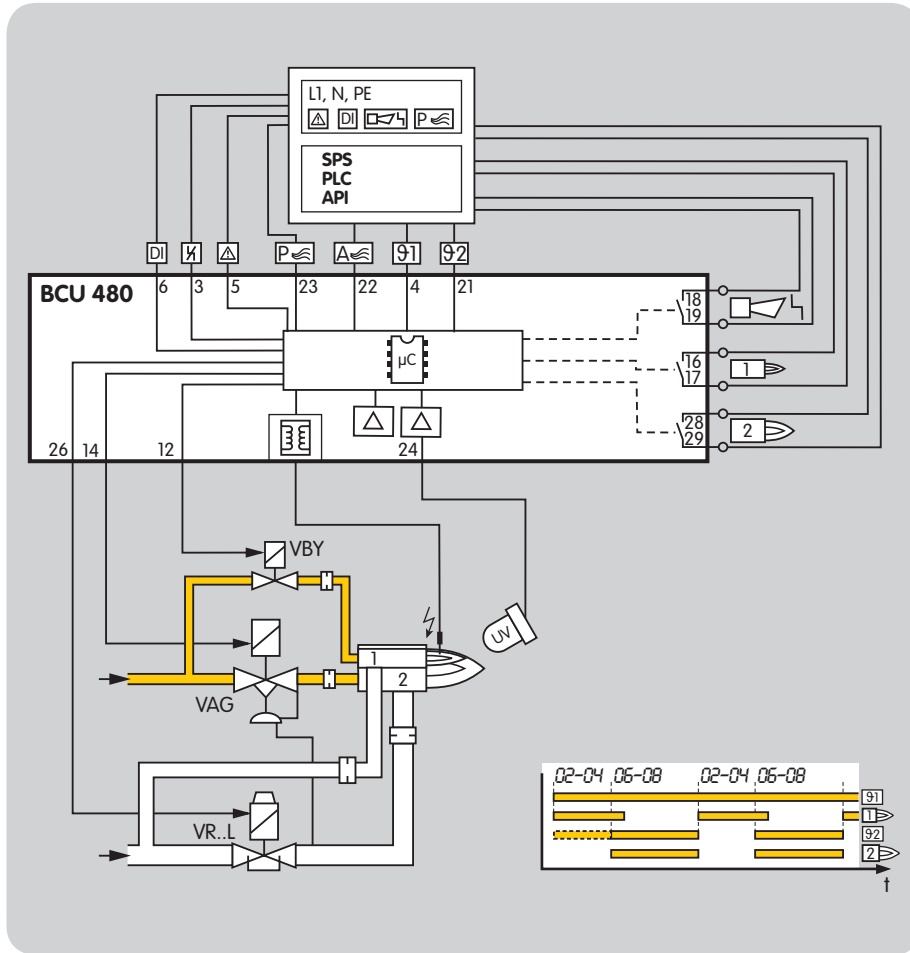 L1, N, PE
DI P
SPS
PLC
API
DI P A ϑ1 ϑ2
BCU 480
6 3 5 23 22 4 21
18
19
µC
16
17
1
28
29
2
26 14 12 24
VBY
UV
1
2
VAG
VR..L
02-04 06-08 02-04 06-08
ϑ1
1
ϑ2
2
t